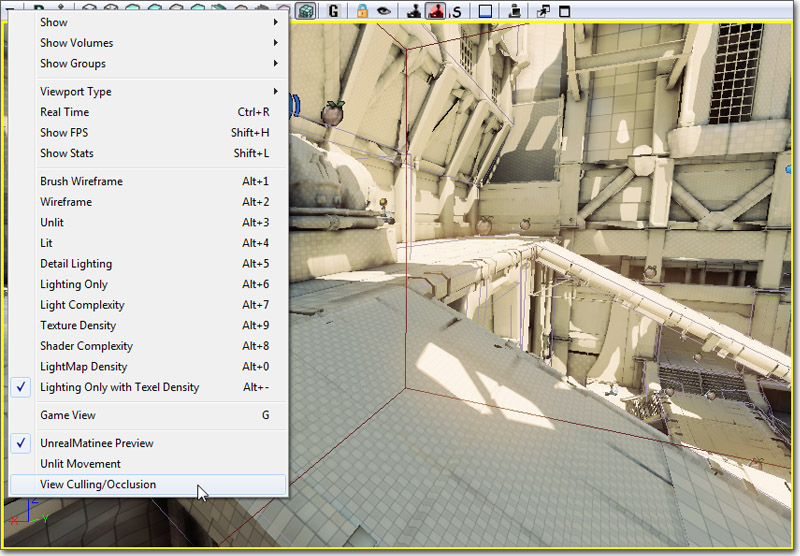 G
S
Show
Show Volumes
Show Groups
Viewport Type
Real Time Ctrl+R
Show FPS Shift+H
Show Stats Shift+L
Brush Wireframe Alt+1
Wireframe Alt+2
Unlit Alt+3
Lit Alt+4
Detail Lighting Alt+5
Lighting Only Alt+6
Light Complexity Alt+7
Texture Density Alt+9
Shader Complexity Alt+8
LightMap Density Alt+0
Lighting Only with Texel Density Alt+-
Game View G
UnrealMatinee Preview
Unlit Movement
View Culling/Occlusion
Z
X Y